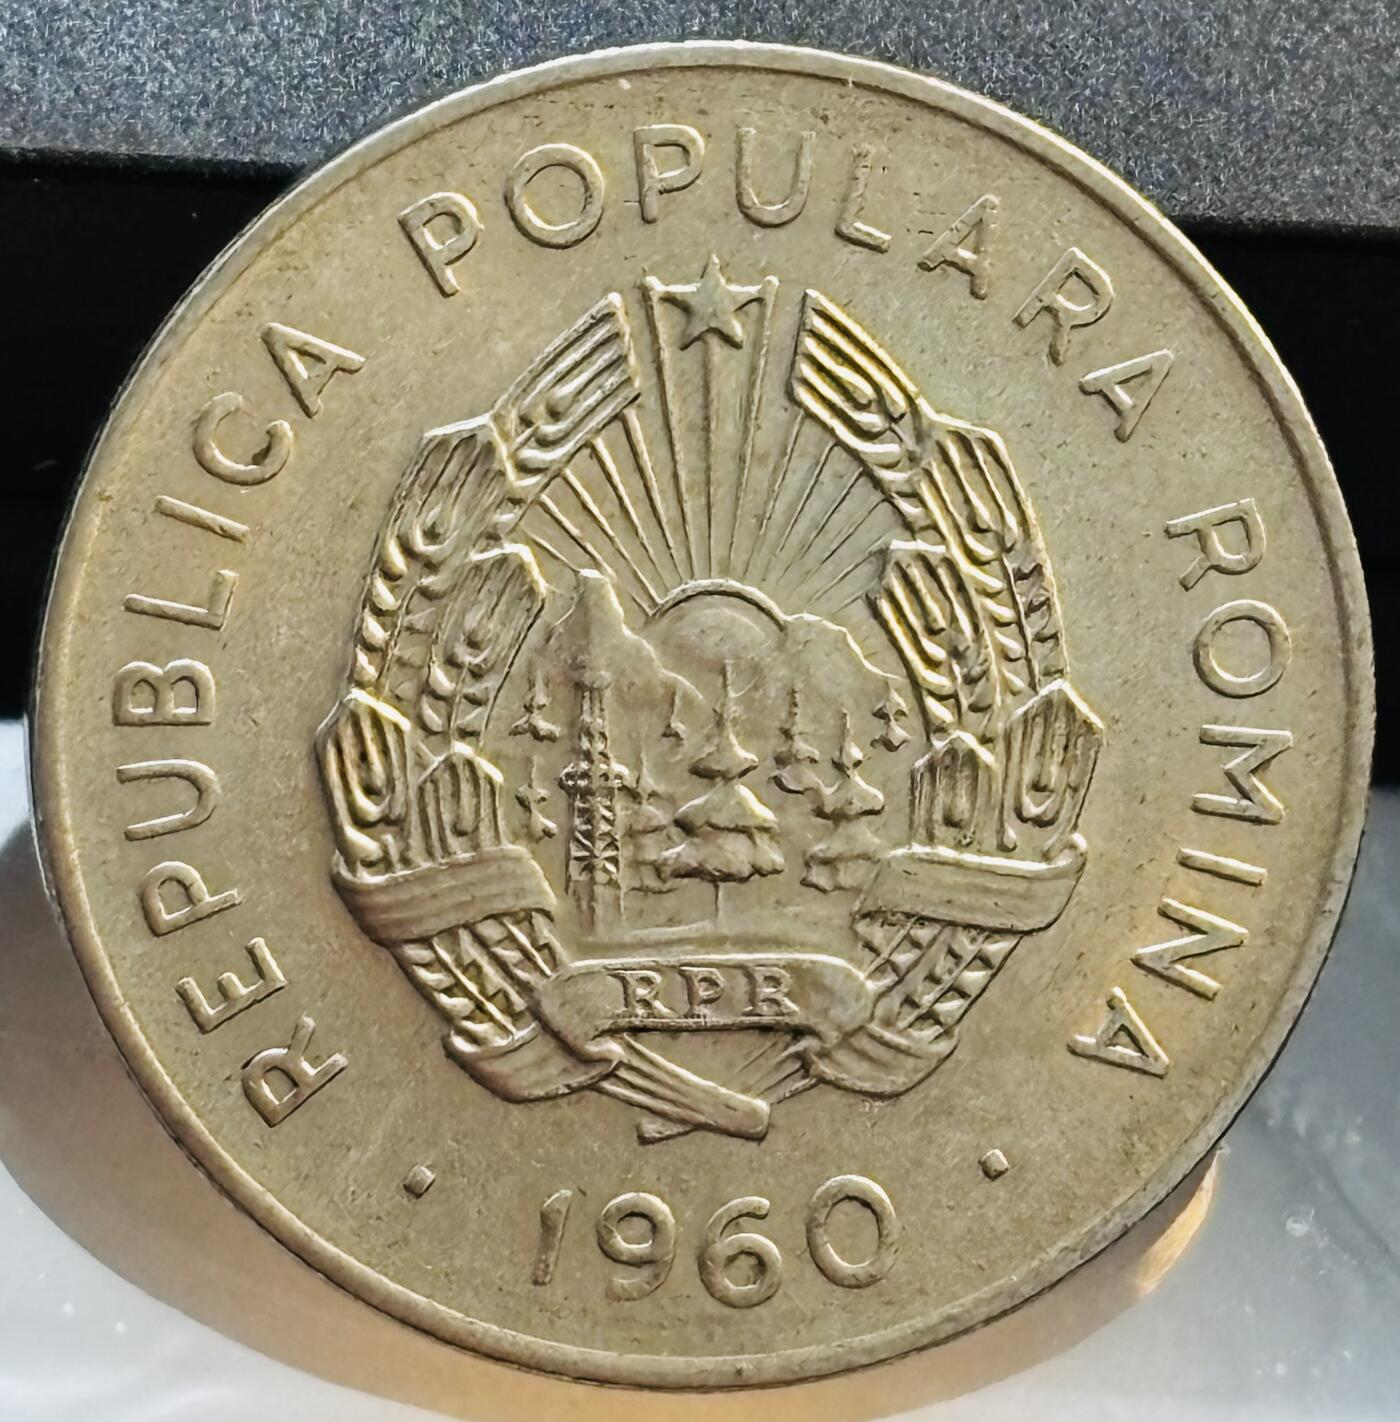 REPUBLICA POPULARA ROMINA
RPR
· 1960 ·